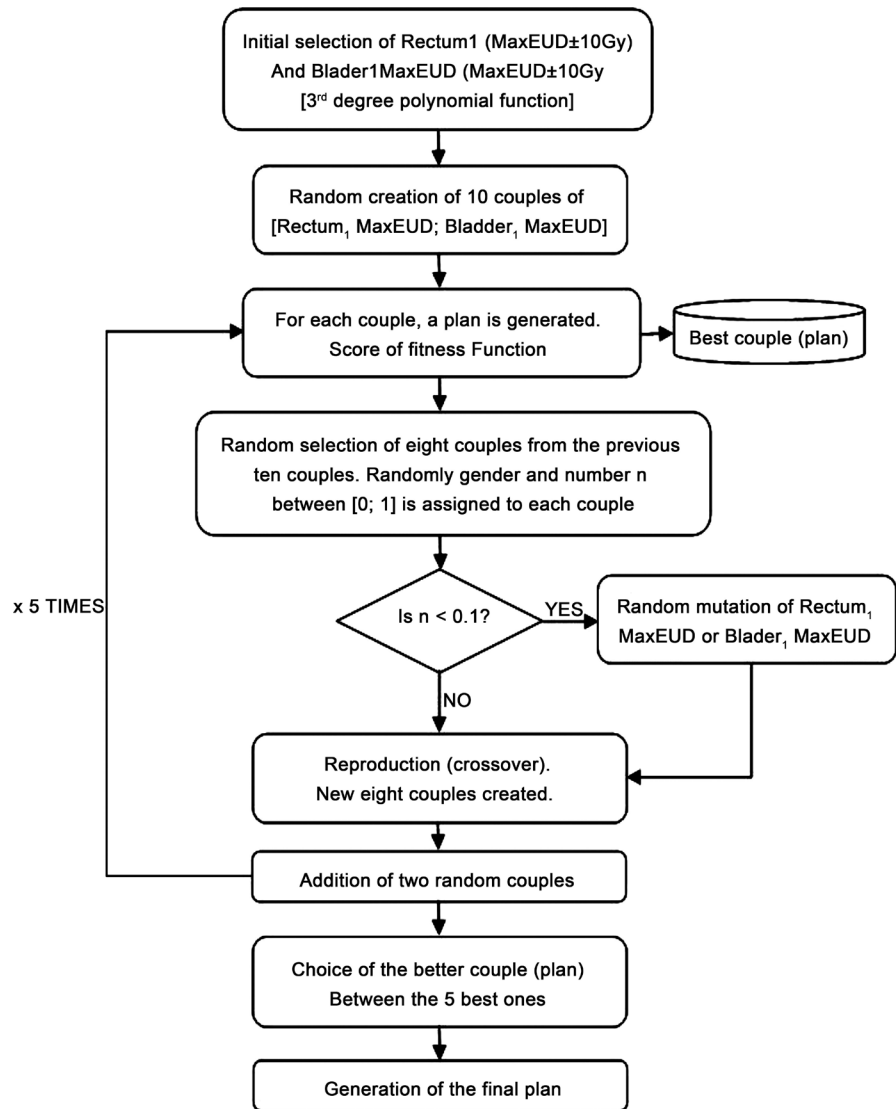 Initial selection of Rectum1 (MaxEUD±10Gy)
And Blader1MaxEUD (MaxEUD±10Gy
[3rd degree polynomial function]
Random creation of 10 couples of
[Rectum1 MaxEUD; Bladder1 MaxEUD]
For each couple, a plan is generated.
Score of fitness Function
Best couple (plan)
Random selection of eight couples from the previous
ten couples. Randomly gender and number n
between [0; 1] is assigned to each couple
x 5 TIMES
Is n < 0.1?
YES
Random mutation of Rectum1
MaxEUD or Blader1 MaxEUD
NO
Reproduction (crossover).
New eight couples created.
Addition of two random couples
Choice of the better couple (plan)
Between the 5 best ones
Generation of the final plan